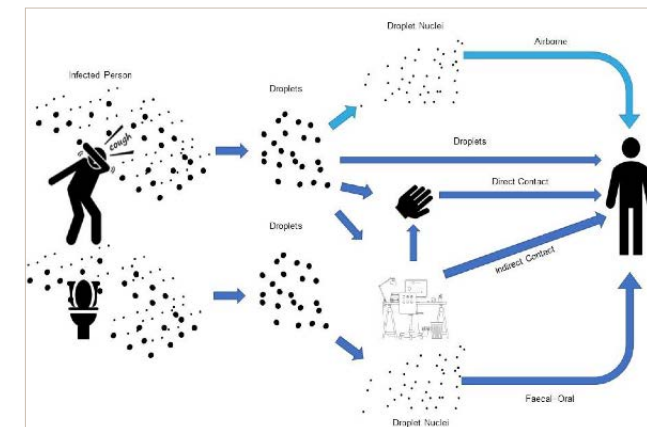 Droplet Nuclei
Airborne
Infected Person
Droplets
cough
Droplets
Direct Contact
Droplets
Indirect Contact
Faecal-Oral
Droplet Nuclei